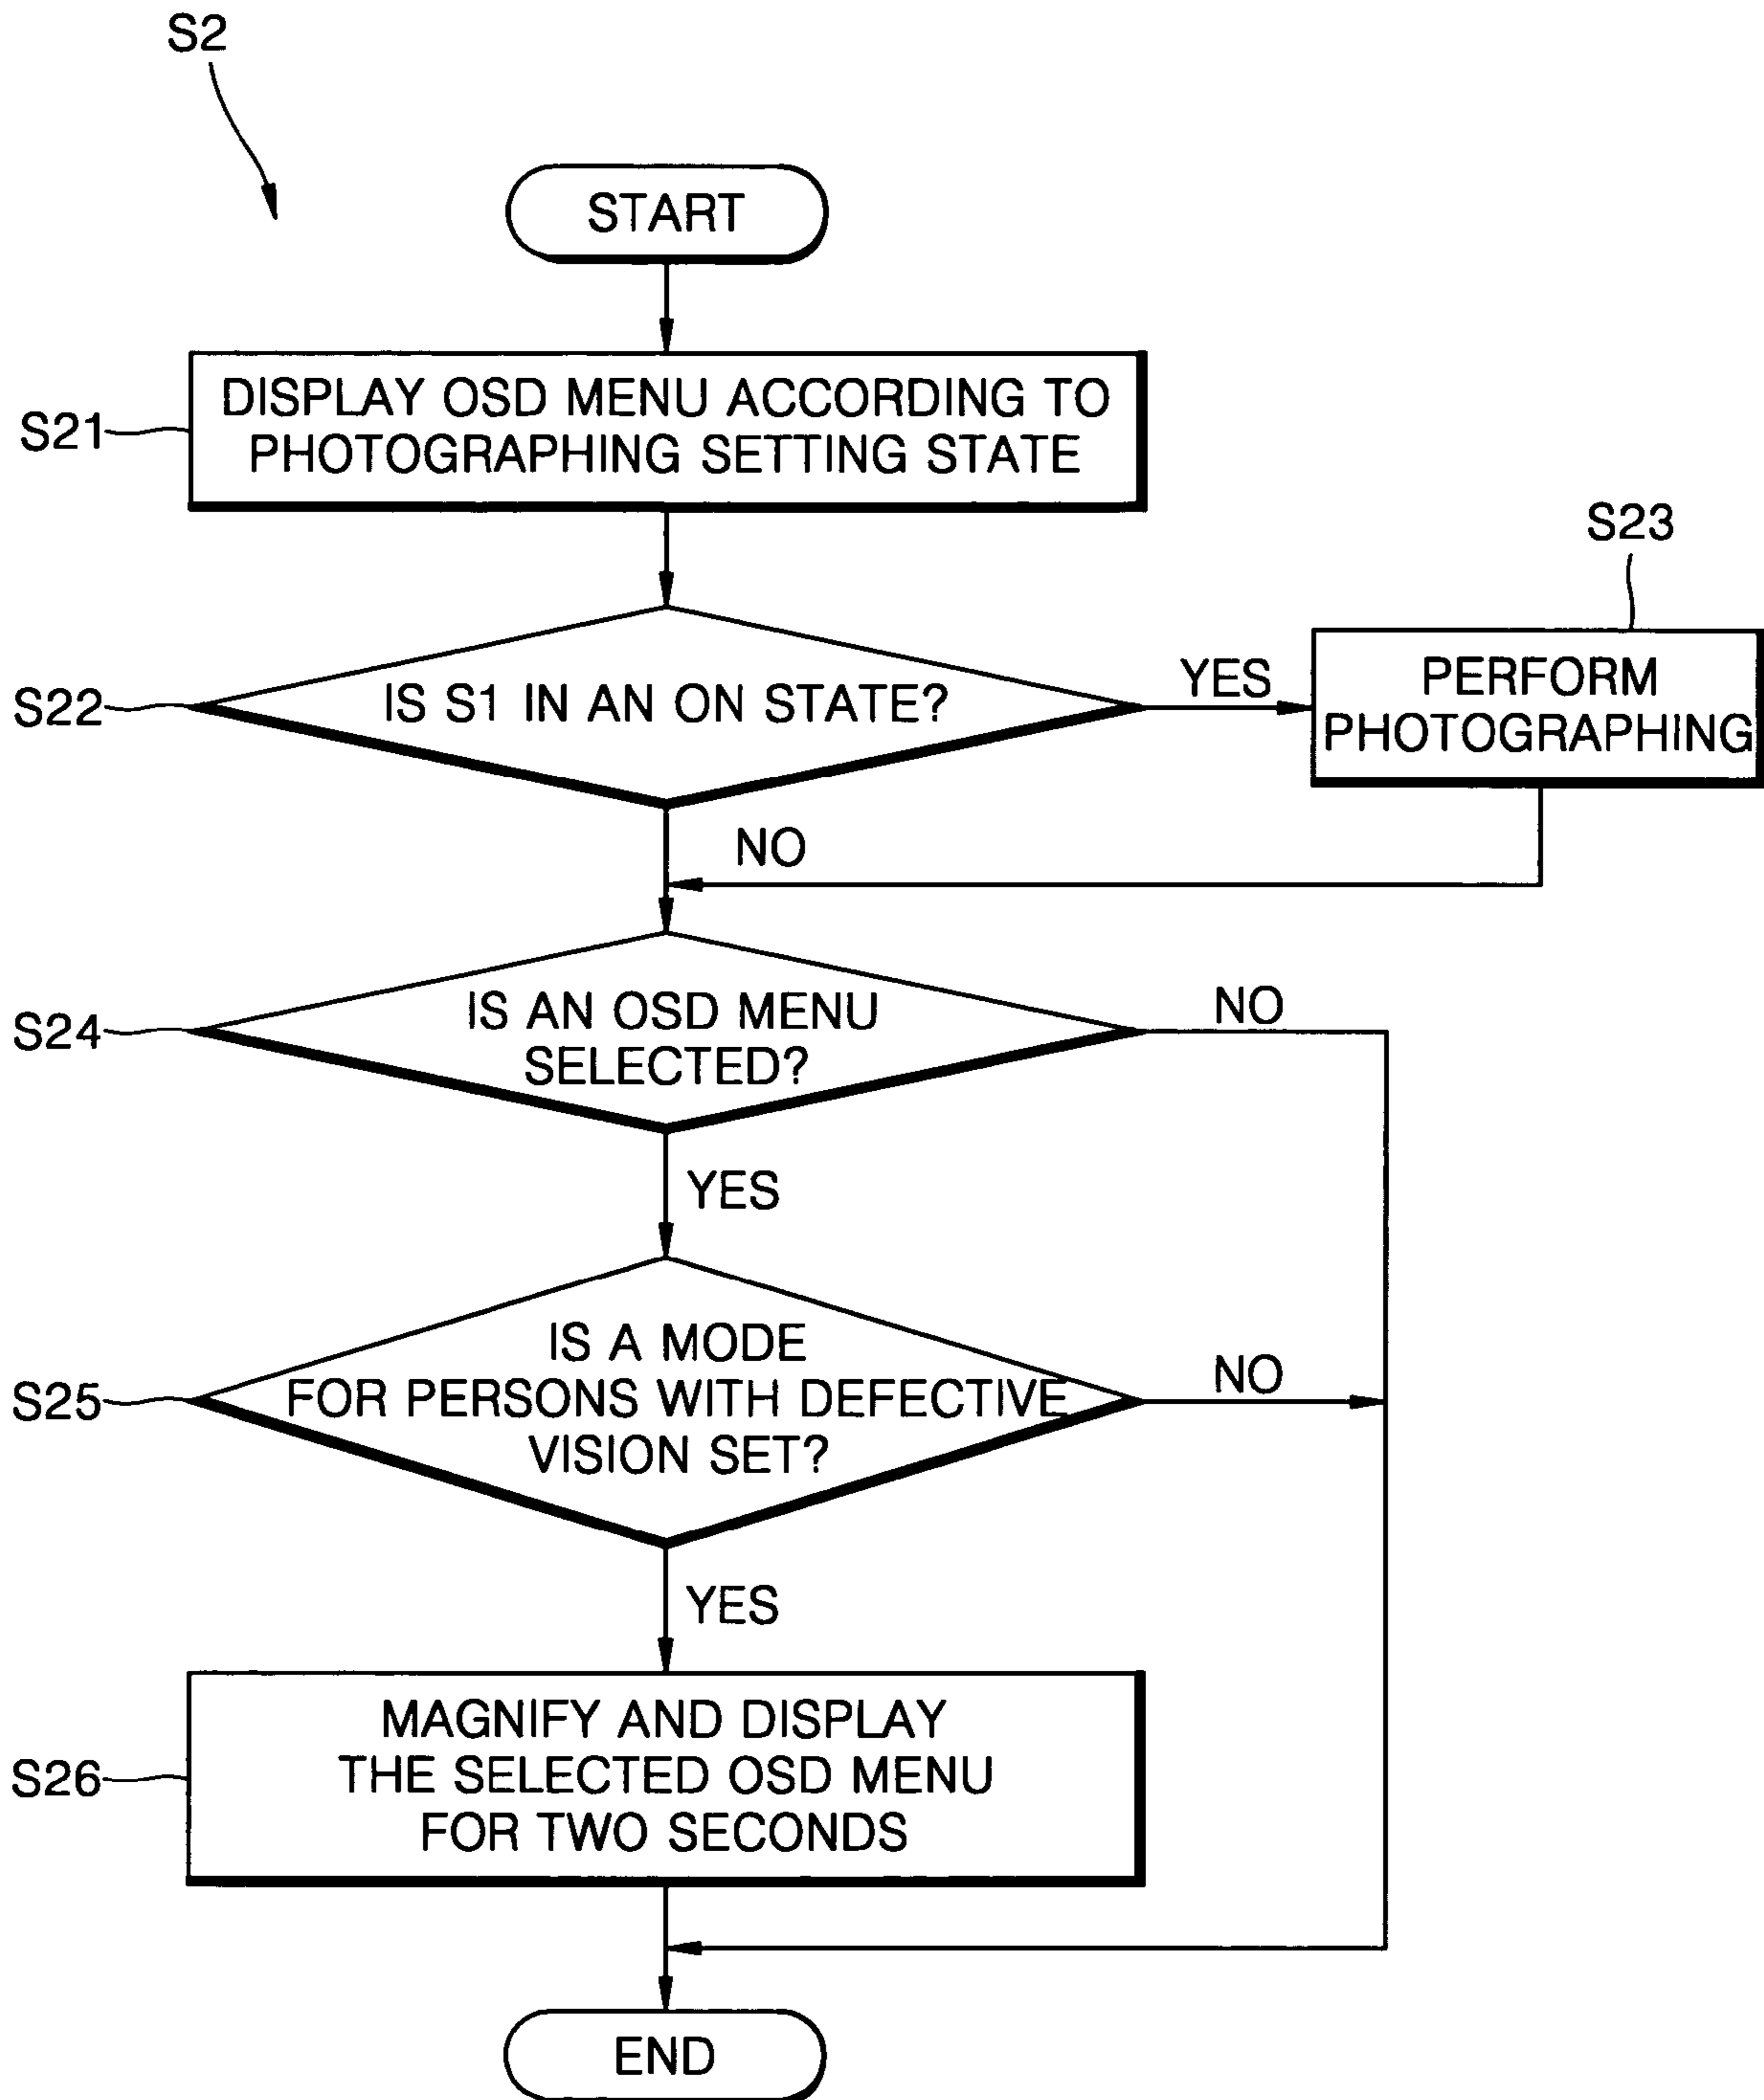 S2
START
S21
DISPLAY OSD MENU ACCORDING TO
PHOTOGRAPHING SETTING STATE
S23
S22
IS S1 IN AN ON STATE?
YES
PERFORM
PHOTOGRAPHING
NO
S24
IS AN OSD MENU
SELECTED?
NO
YES
S25
IS A MODE
FOR PERSONS WITH DEFECTIVE
VISION SET?
NO
YES
S26
MAGNIFY AND DISPLAY
THE SELECTED OSD MENU
FOR TWO SECONDS
END